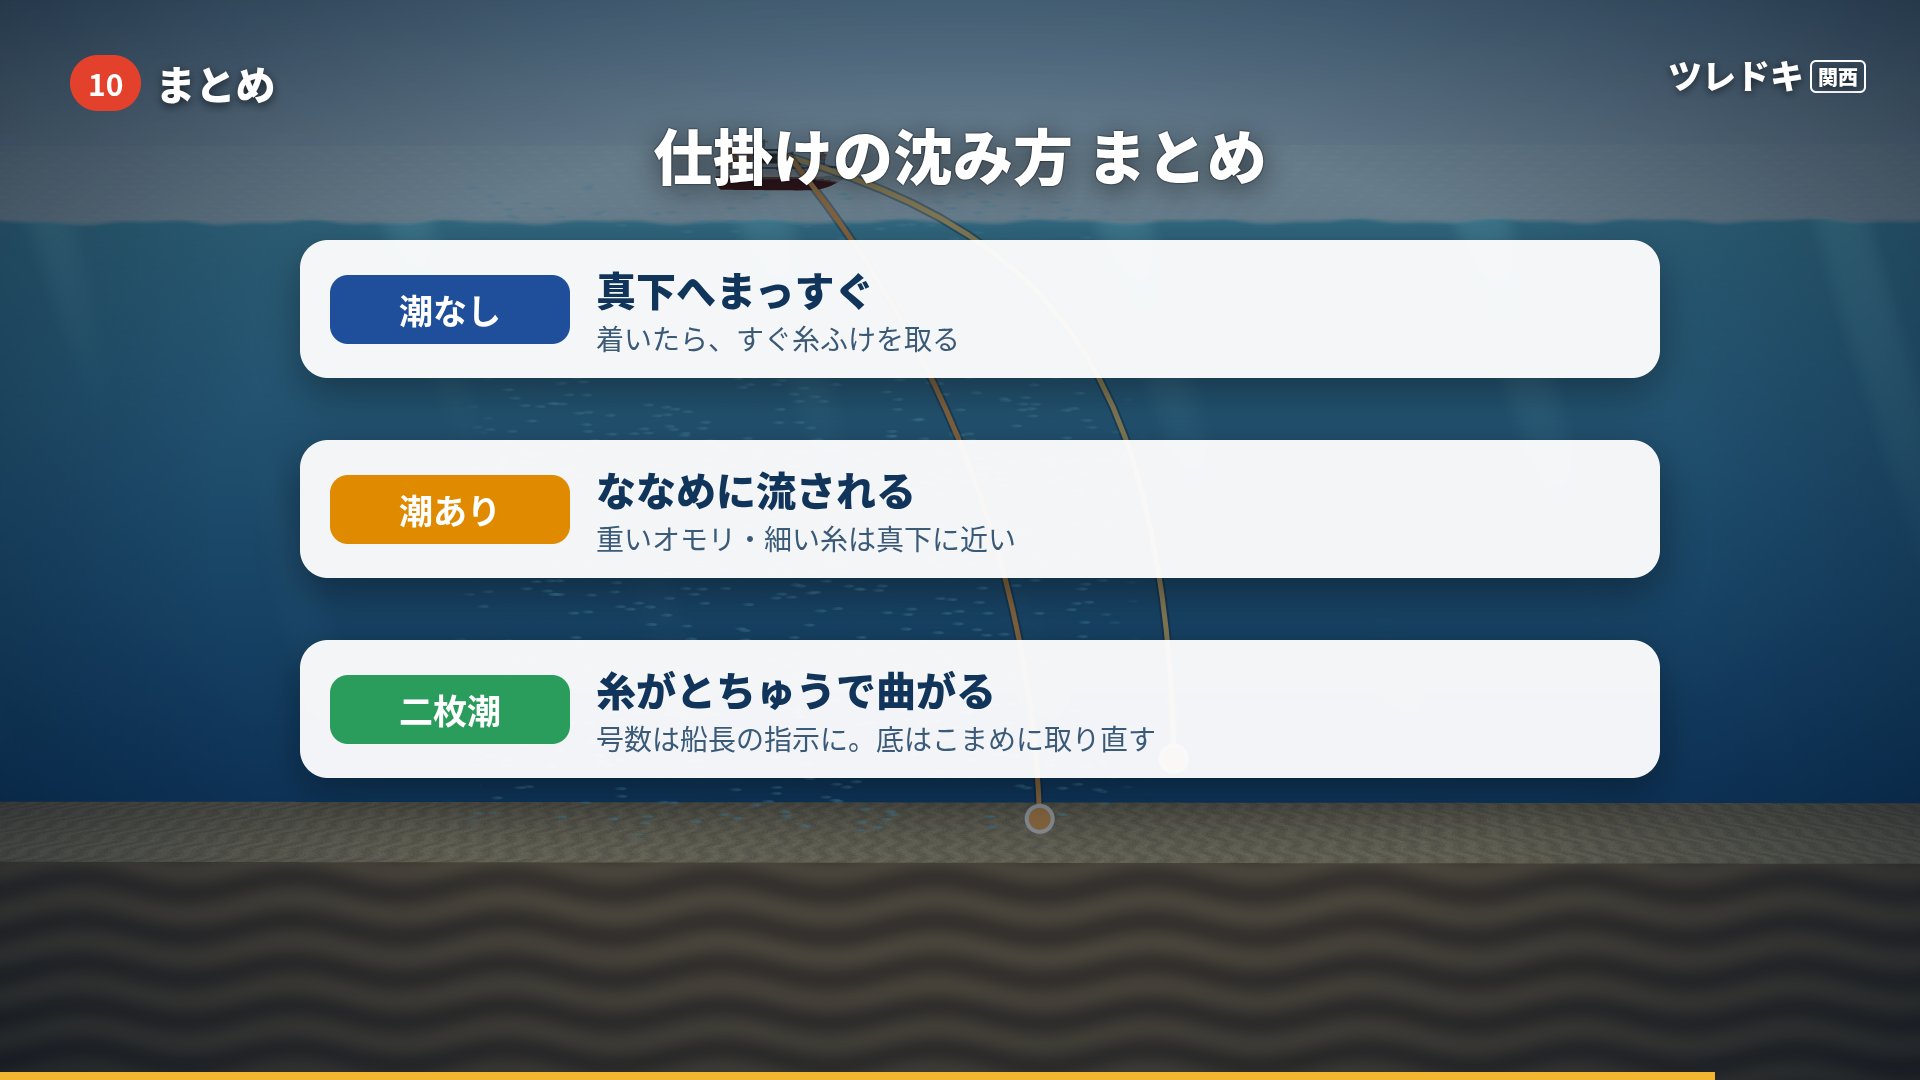 10 まとめ
ツレドキ 関西
仕掛けの沈み方 まとめ
潮なし
真下へまっすぐ
着いたら、すぐ糸ふけを取る
潮あり
ななめに流される
重いオモリ・細い糸は真下に近い
二枚潮
糸がとちゅうで曲がる
号数は船長の指示に。底はこまめに取り直す